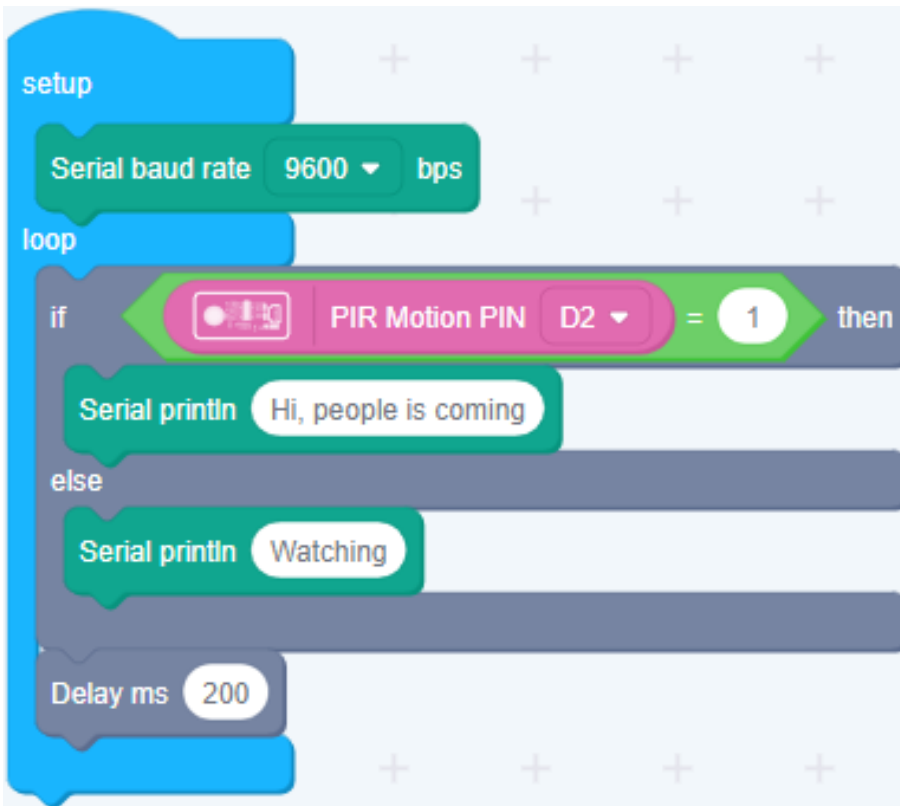 setup
Serial baud rate 9600 bps
loop
if PIR Motion PIN D2 = 1 then
Serial println Hi, people is coming
else
Serial println Watching
Delay ms 200